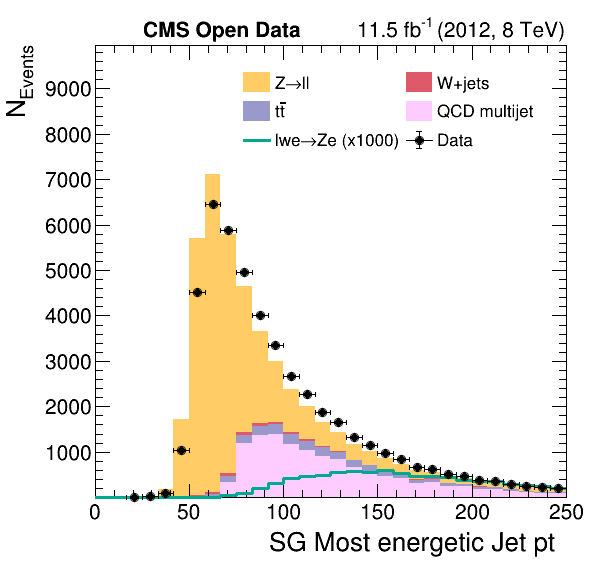 CMS Open Data 11.5 fb⁻¹ (2012, 8 TeV)
N_Events
Z→ll W+jets
tt̄ QCD multijet
lwe→Ze (x1000) Data
9000
8000
7000
6000
5000
4000
3000
2000
1000
0 50 100 150 200 250
SG Most energetic Jet pt